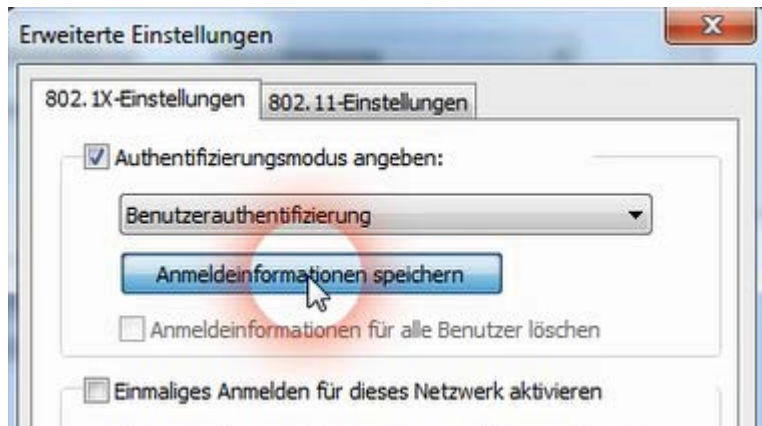 Erweiterte Einstellungen
802.1X-Einstellungen 802.11-Einstellungen
Authentifizierungsmodus angeben:
Benutzerauthentifizierung
Anmeldeinformationen speichern
Anmeldeinformationen für alle Benutzer löschen
Einmaliges Anmelden für dieses Netzwerk aktivieren